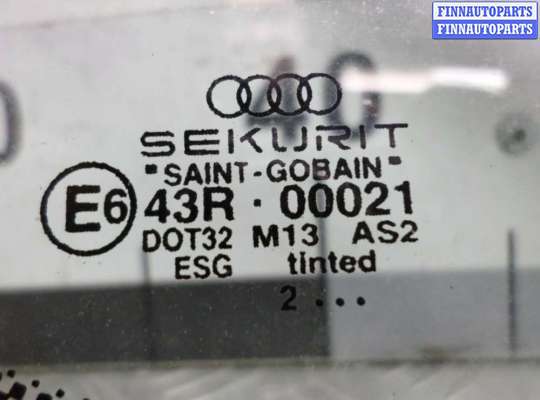 FINNAUTOPARTS
FINNAUTOPARTS
SEKURIT
"SAINT-GOBAIN"
E6 43R · 00021
DOT32 M13 AS2
ESG tinted
2 ...